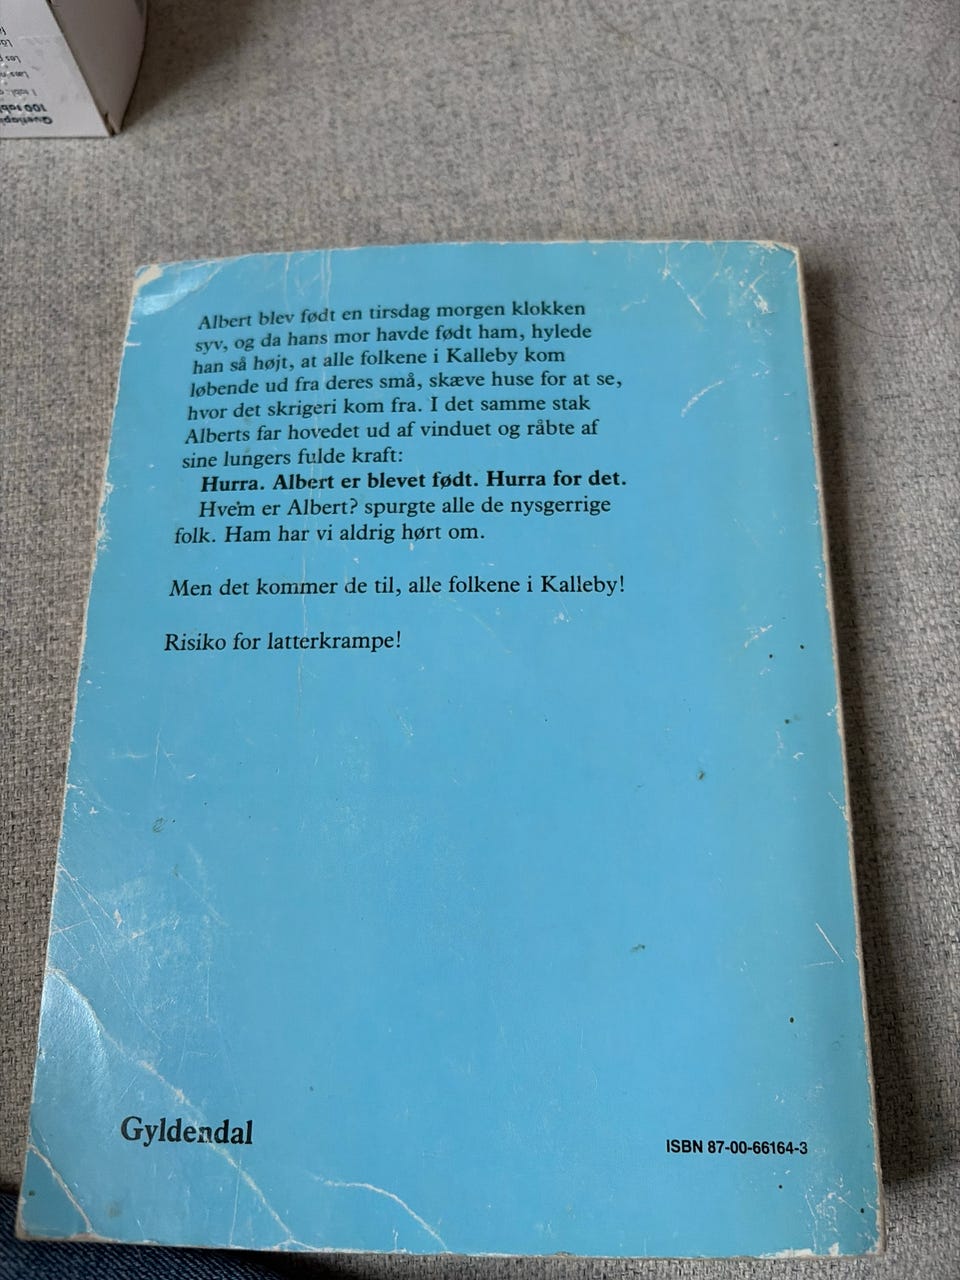 Albert blev født en tirsdag morgen klokken
syv, og da hans mor havde født ham, hylede
han så højt, at alle folkene i Kalleby kom
løbende ud fra deres små, skæve huse for at se,
hvor det skrigeri kom fra. I det samme stak
Alberts far hovedet ud af vinduet og råbte af
sine lungers fulde kraft:
Hurra. Albert er blevet født. Hurra for det.
Hvem er Albert? spurgte alle de nysgerrige
folk. Ham har vi aldrig hørt om.
Men det kommer de til, alle folkene i Kalleby!
Risiko for latterkrampe!
Gyldendal
ISBN 87-00-66164-3
100